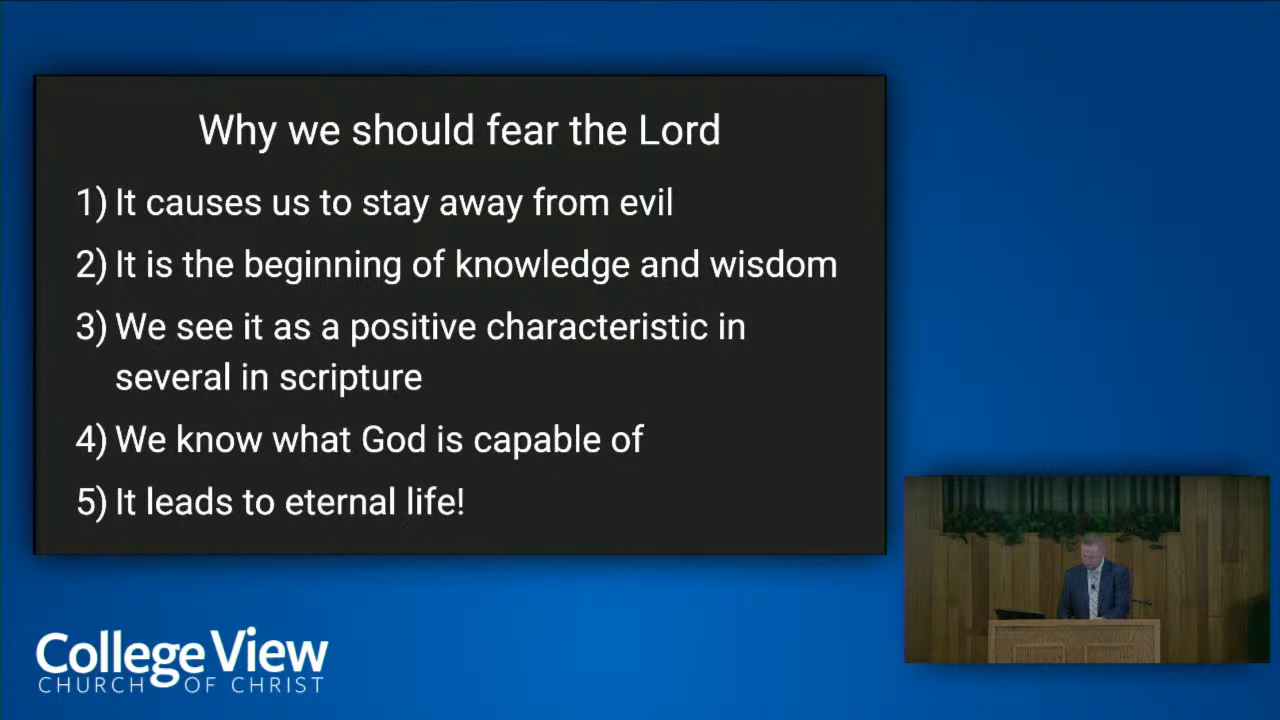 Why we should fear the Lord
1) It causes us to stay away from evil
2) It is the beginning of knowledge and wisdom
3) We see it as a positive characteristic in
several in scripture
4) We know what God is capable of
5) It leads to eternal life!
College View
CHURCH OF CHRIST